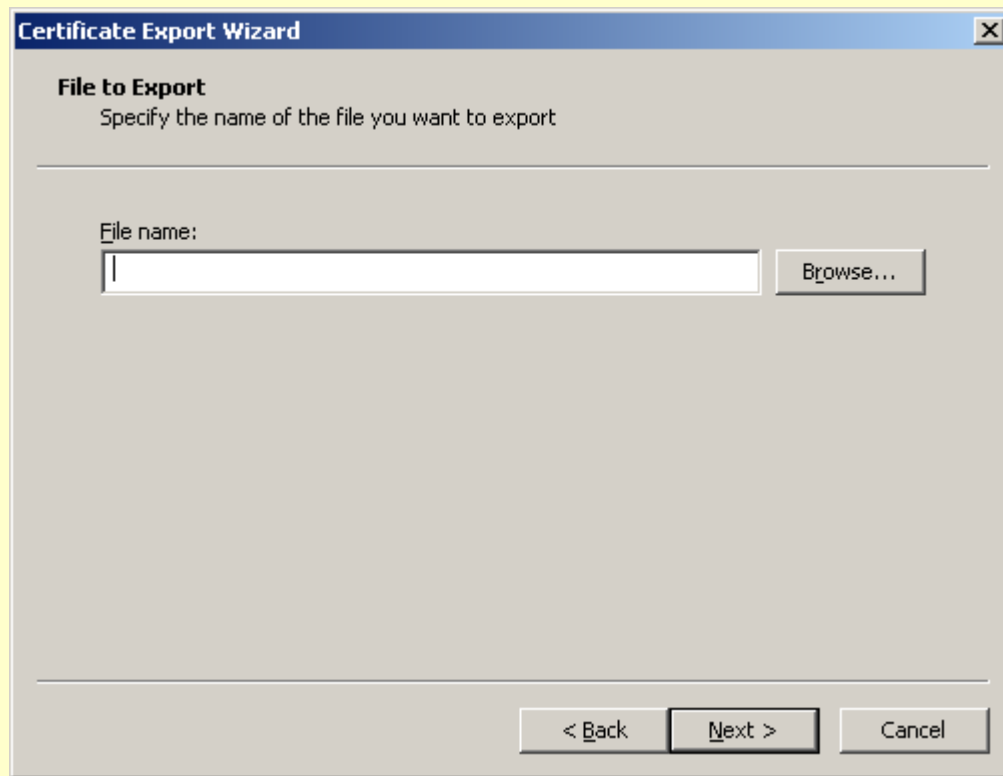 Certificate Export Wizard
File to Export
Specify the name of the file you want to export
File name:
Browse...
< Back
Next >
Cancel